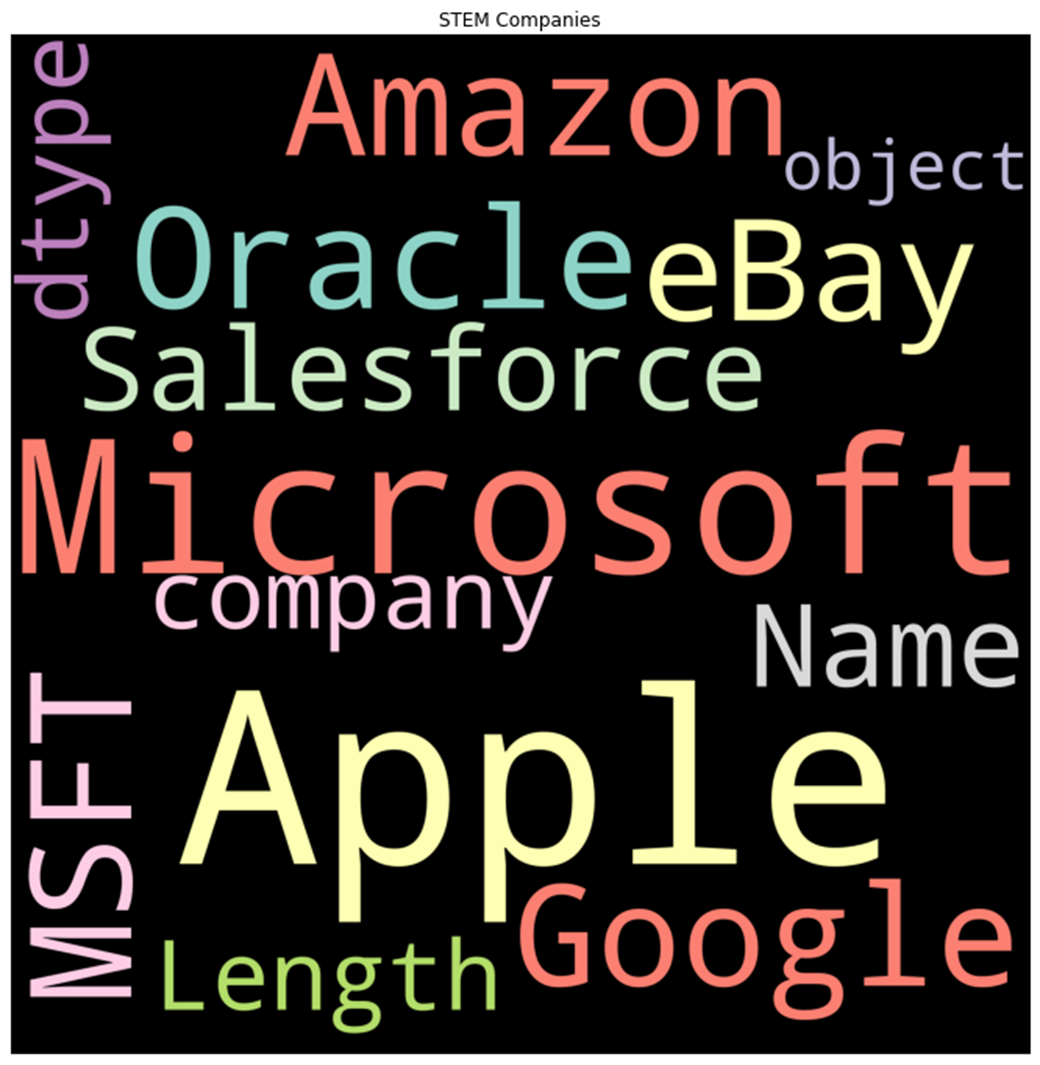 STEM Companies
dtype
Amazon
object
Oracle
eBay
Salesforce
Microsoft
company
Name
MSFT
Apple
Google
Length